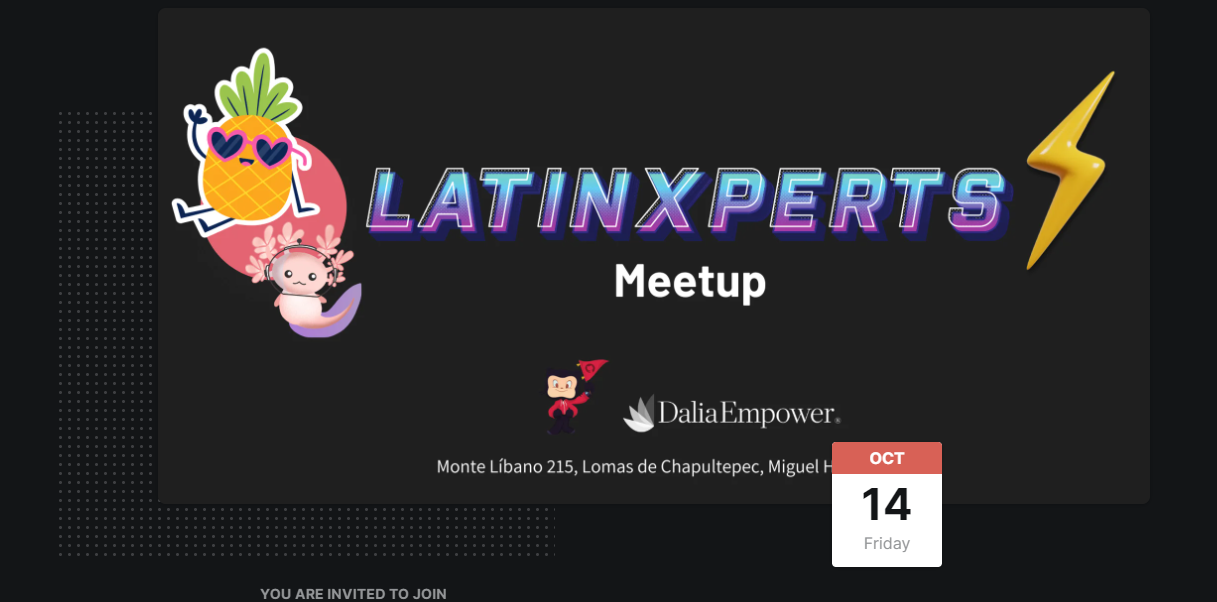 LATINXPERTS
Meetup
DaliaEmpower®
Monte Líbano 215, Lomas de Chapultepec, Miguel H
OCT
14
Friday
YOU ARE INVITED TO JOIN